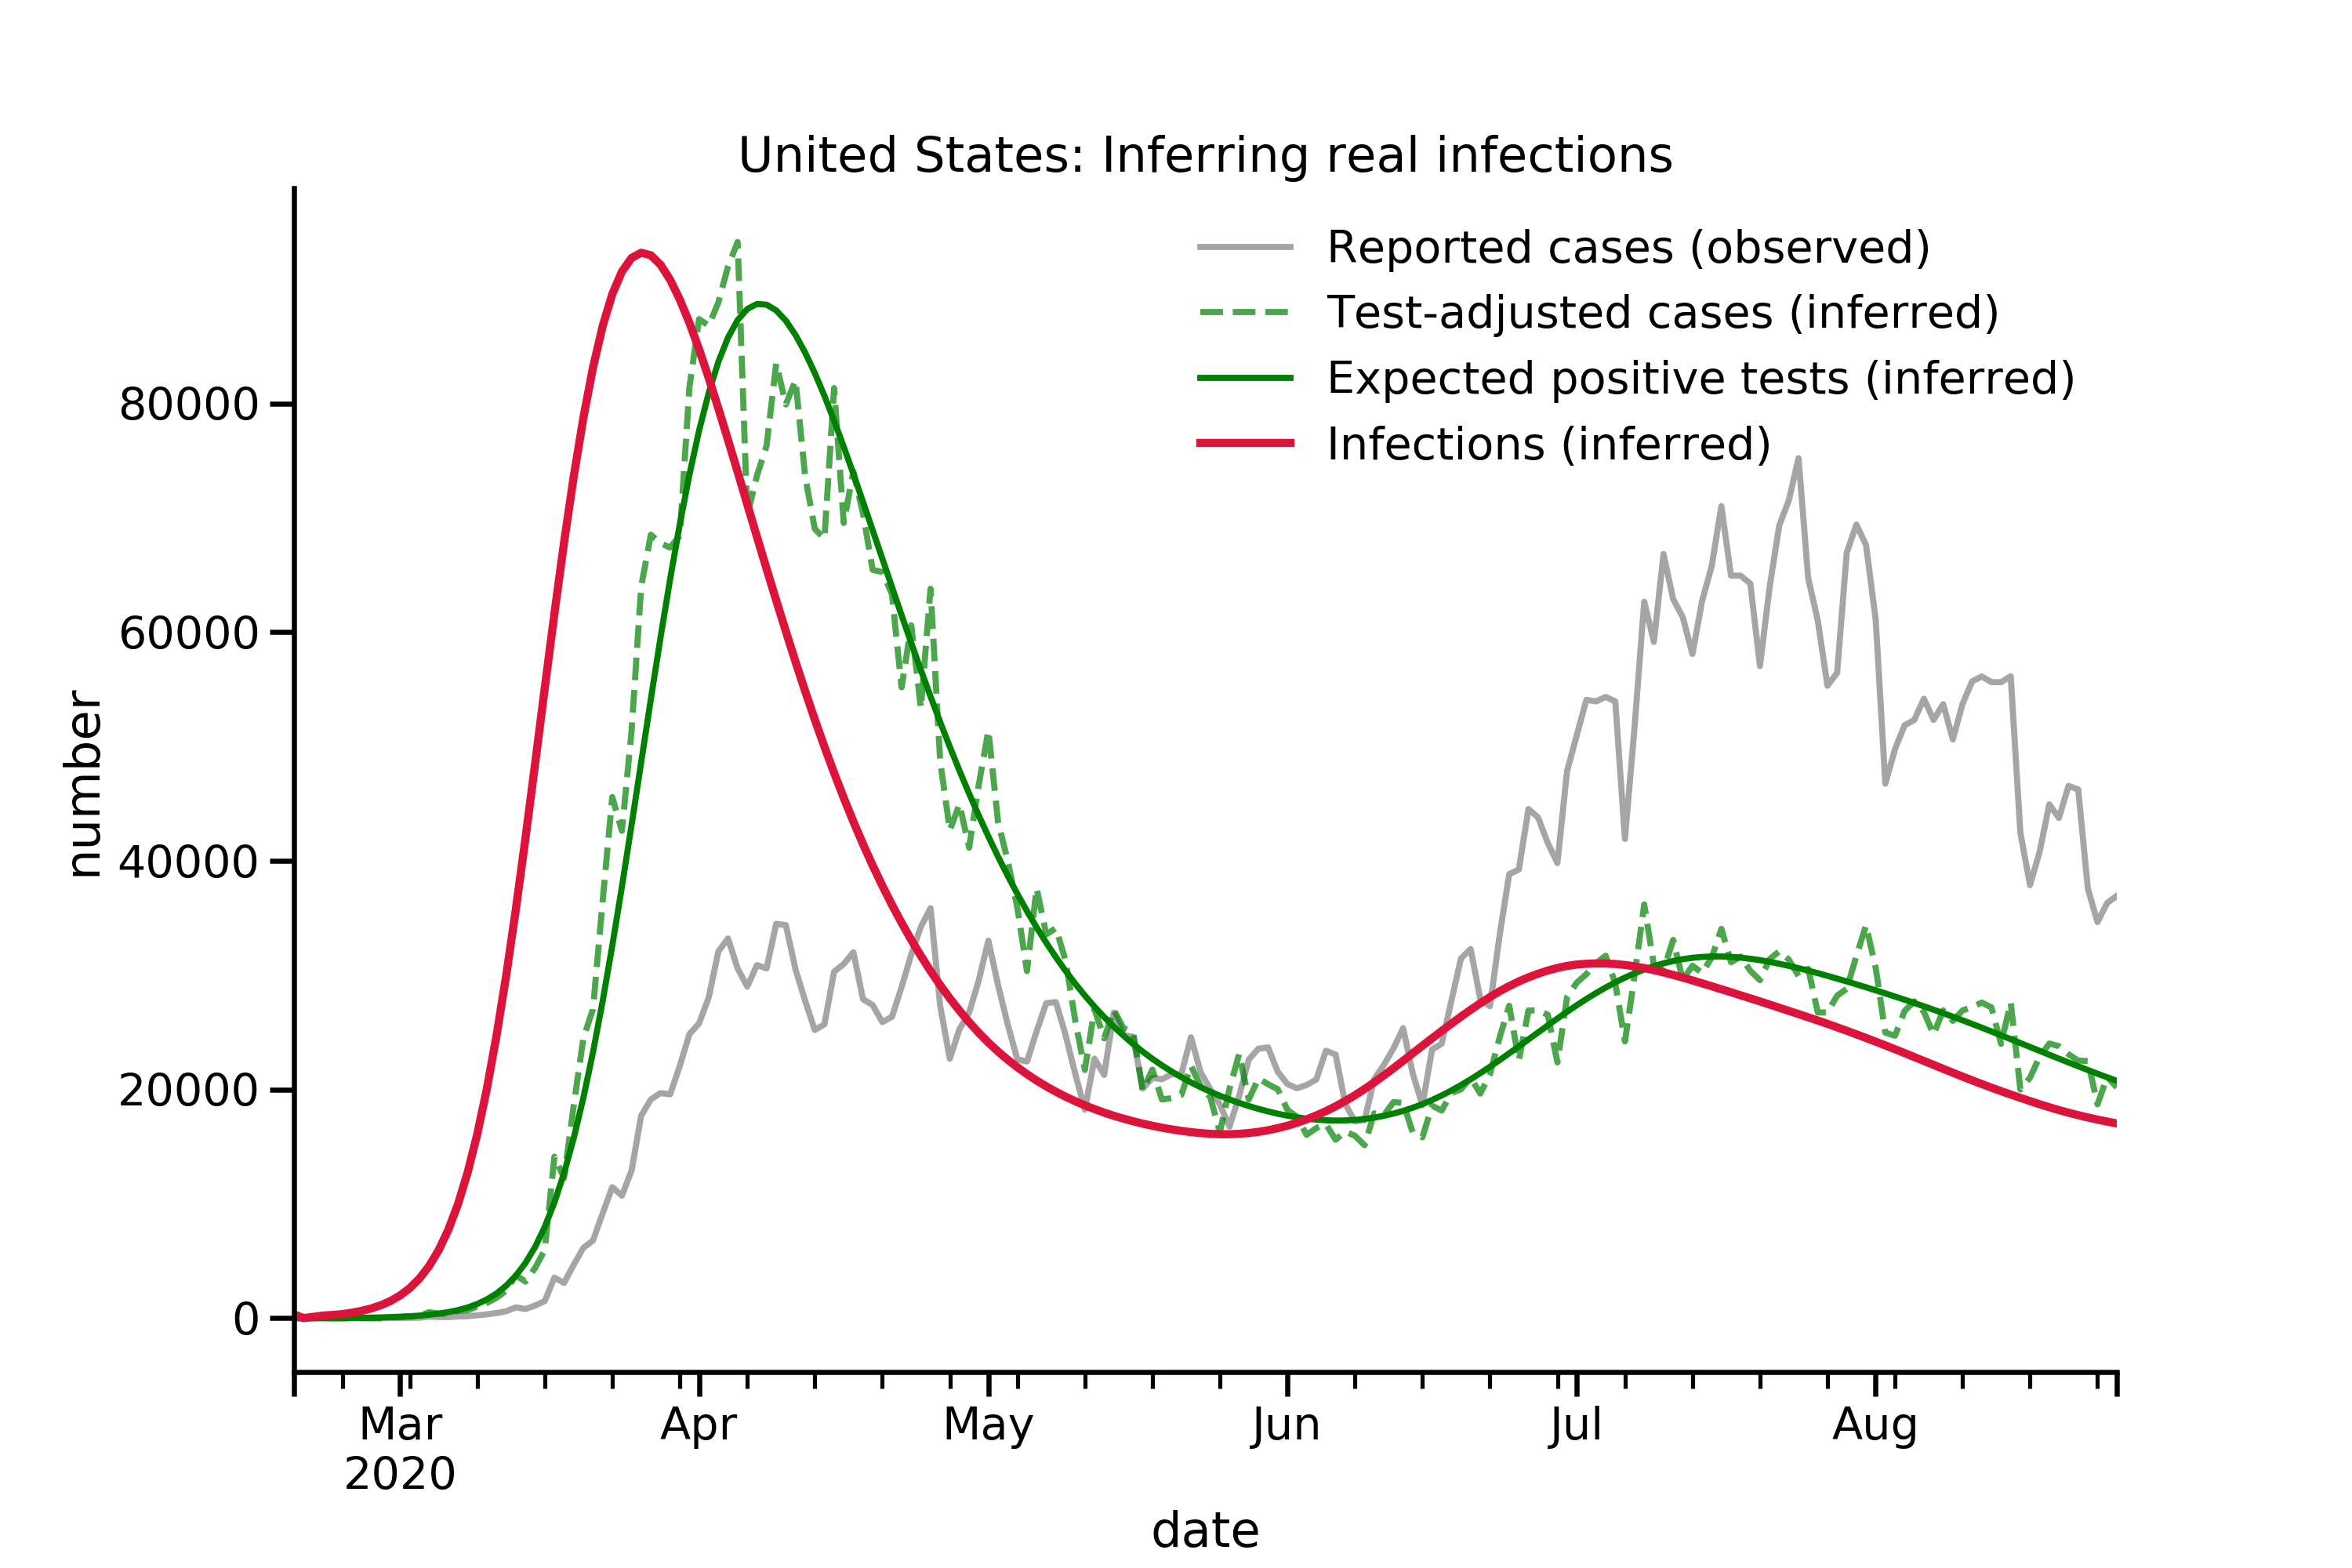 United States: Inferring real infections
Reported cases (observed)
Test-adjusted cases (inferred)
Expected positive tests (inferred)
Infections (inferred)
80000
60000
40000
20000
0
number
Mar Apr May Jun Jul Aug
2020
date